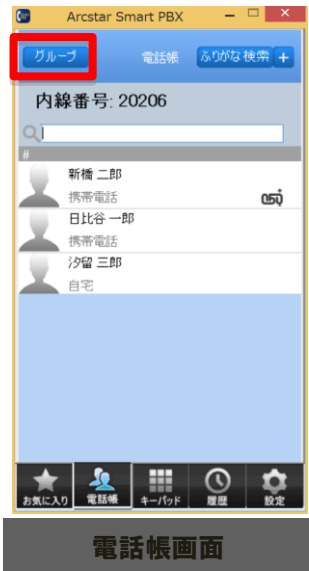 Arcstar Smart PBX
グループ 電話帳 ふりがな検索 +
内線番号: 20206
#
新橋 二郎
携帯電話
日比谷 一郎
携帯電話
汐留 三郎
自宅
お気に入り 電話帳 キーパッド 履歴 設定
電話帳画面